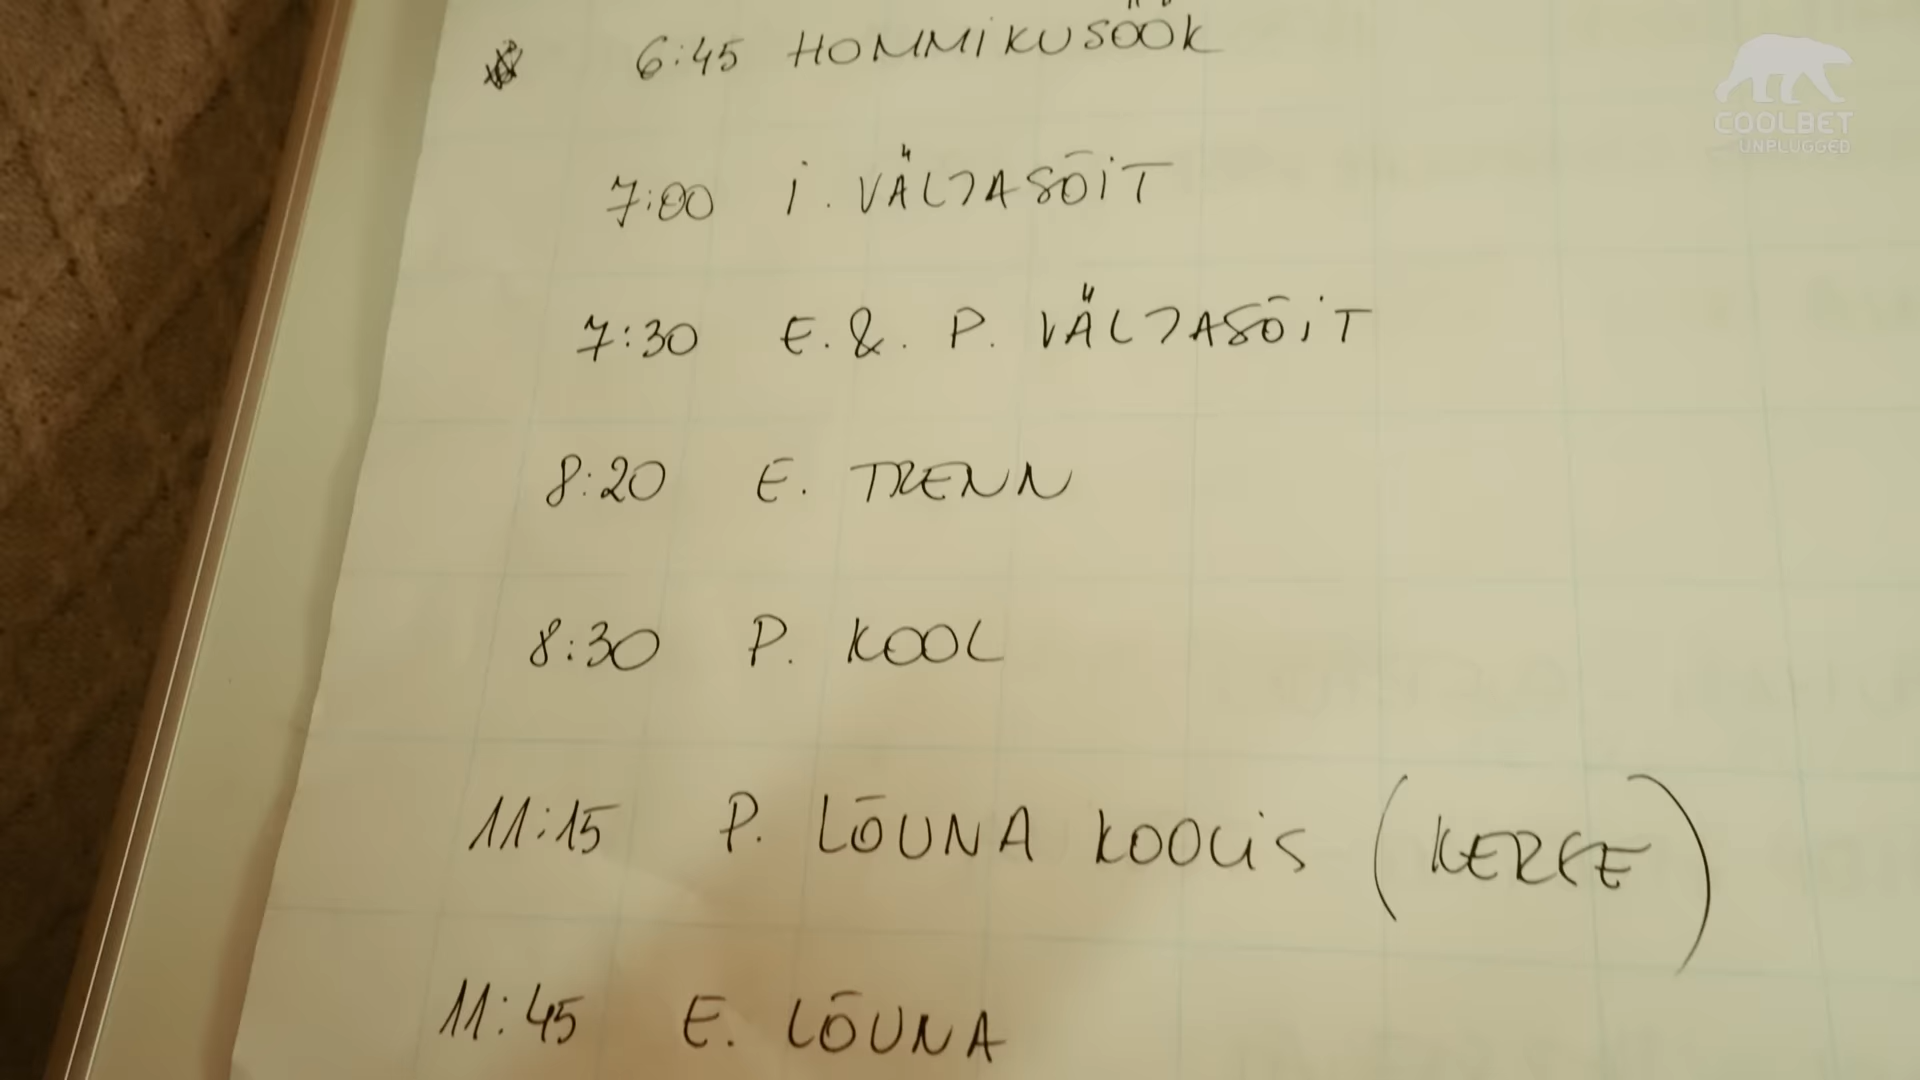 6:45 HOMMIKUSÖÖK
COOLBET
UNPLUGGED
7:00 I. VÄLJASÕIT
7:30 E. & P. VÄLJASÕIT
8:20 E. TRENN
8:30 P. KOOL
11:15 P. LÕUNA KOOLIS (KERGE)
11:45 E. LÕUNA